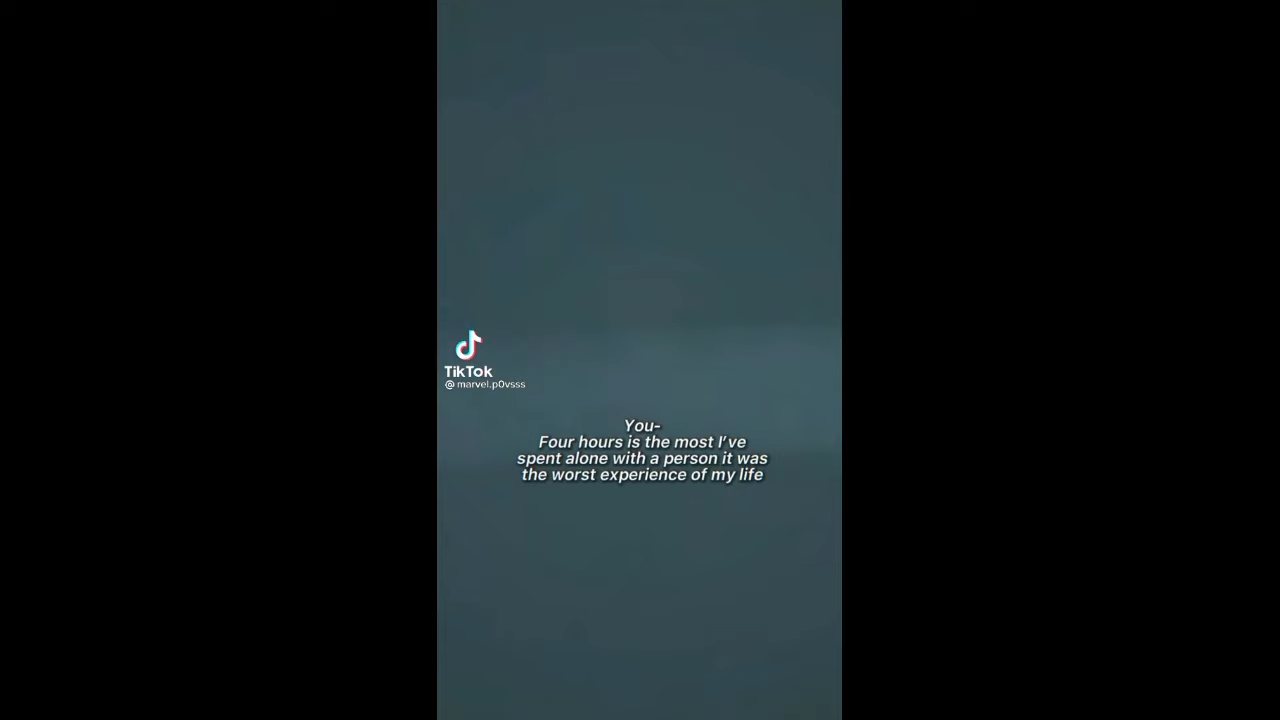 TikTok
@marvel.p0vsss
You-
Four hours is the most I've
spent alone with a person it was
the worst experience of my life